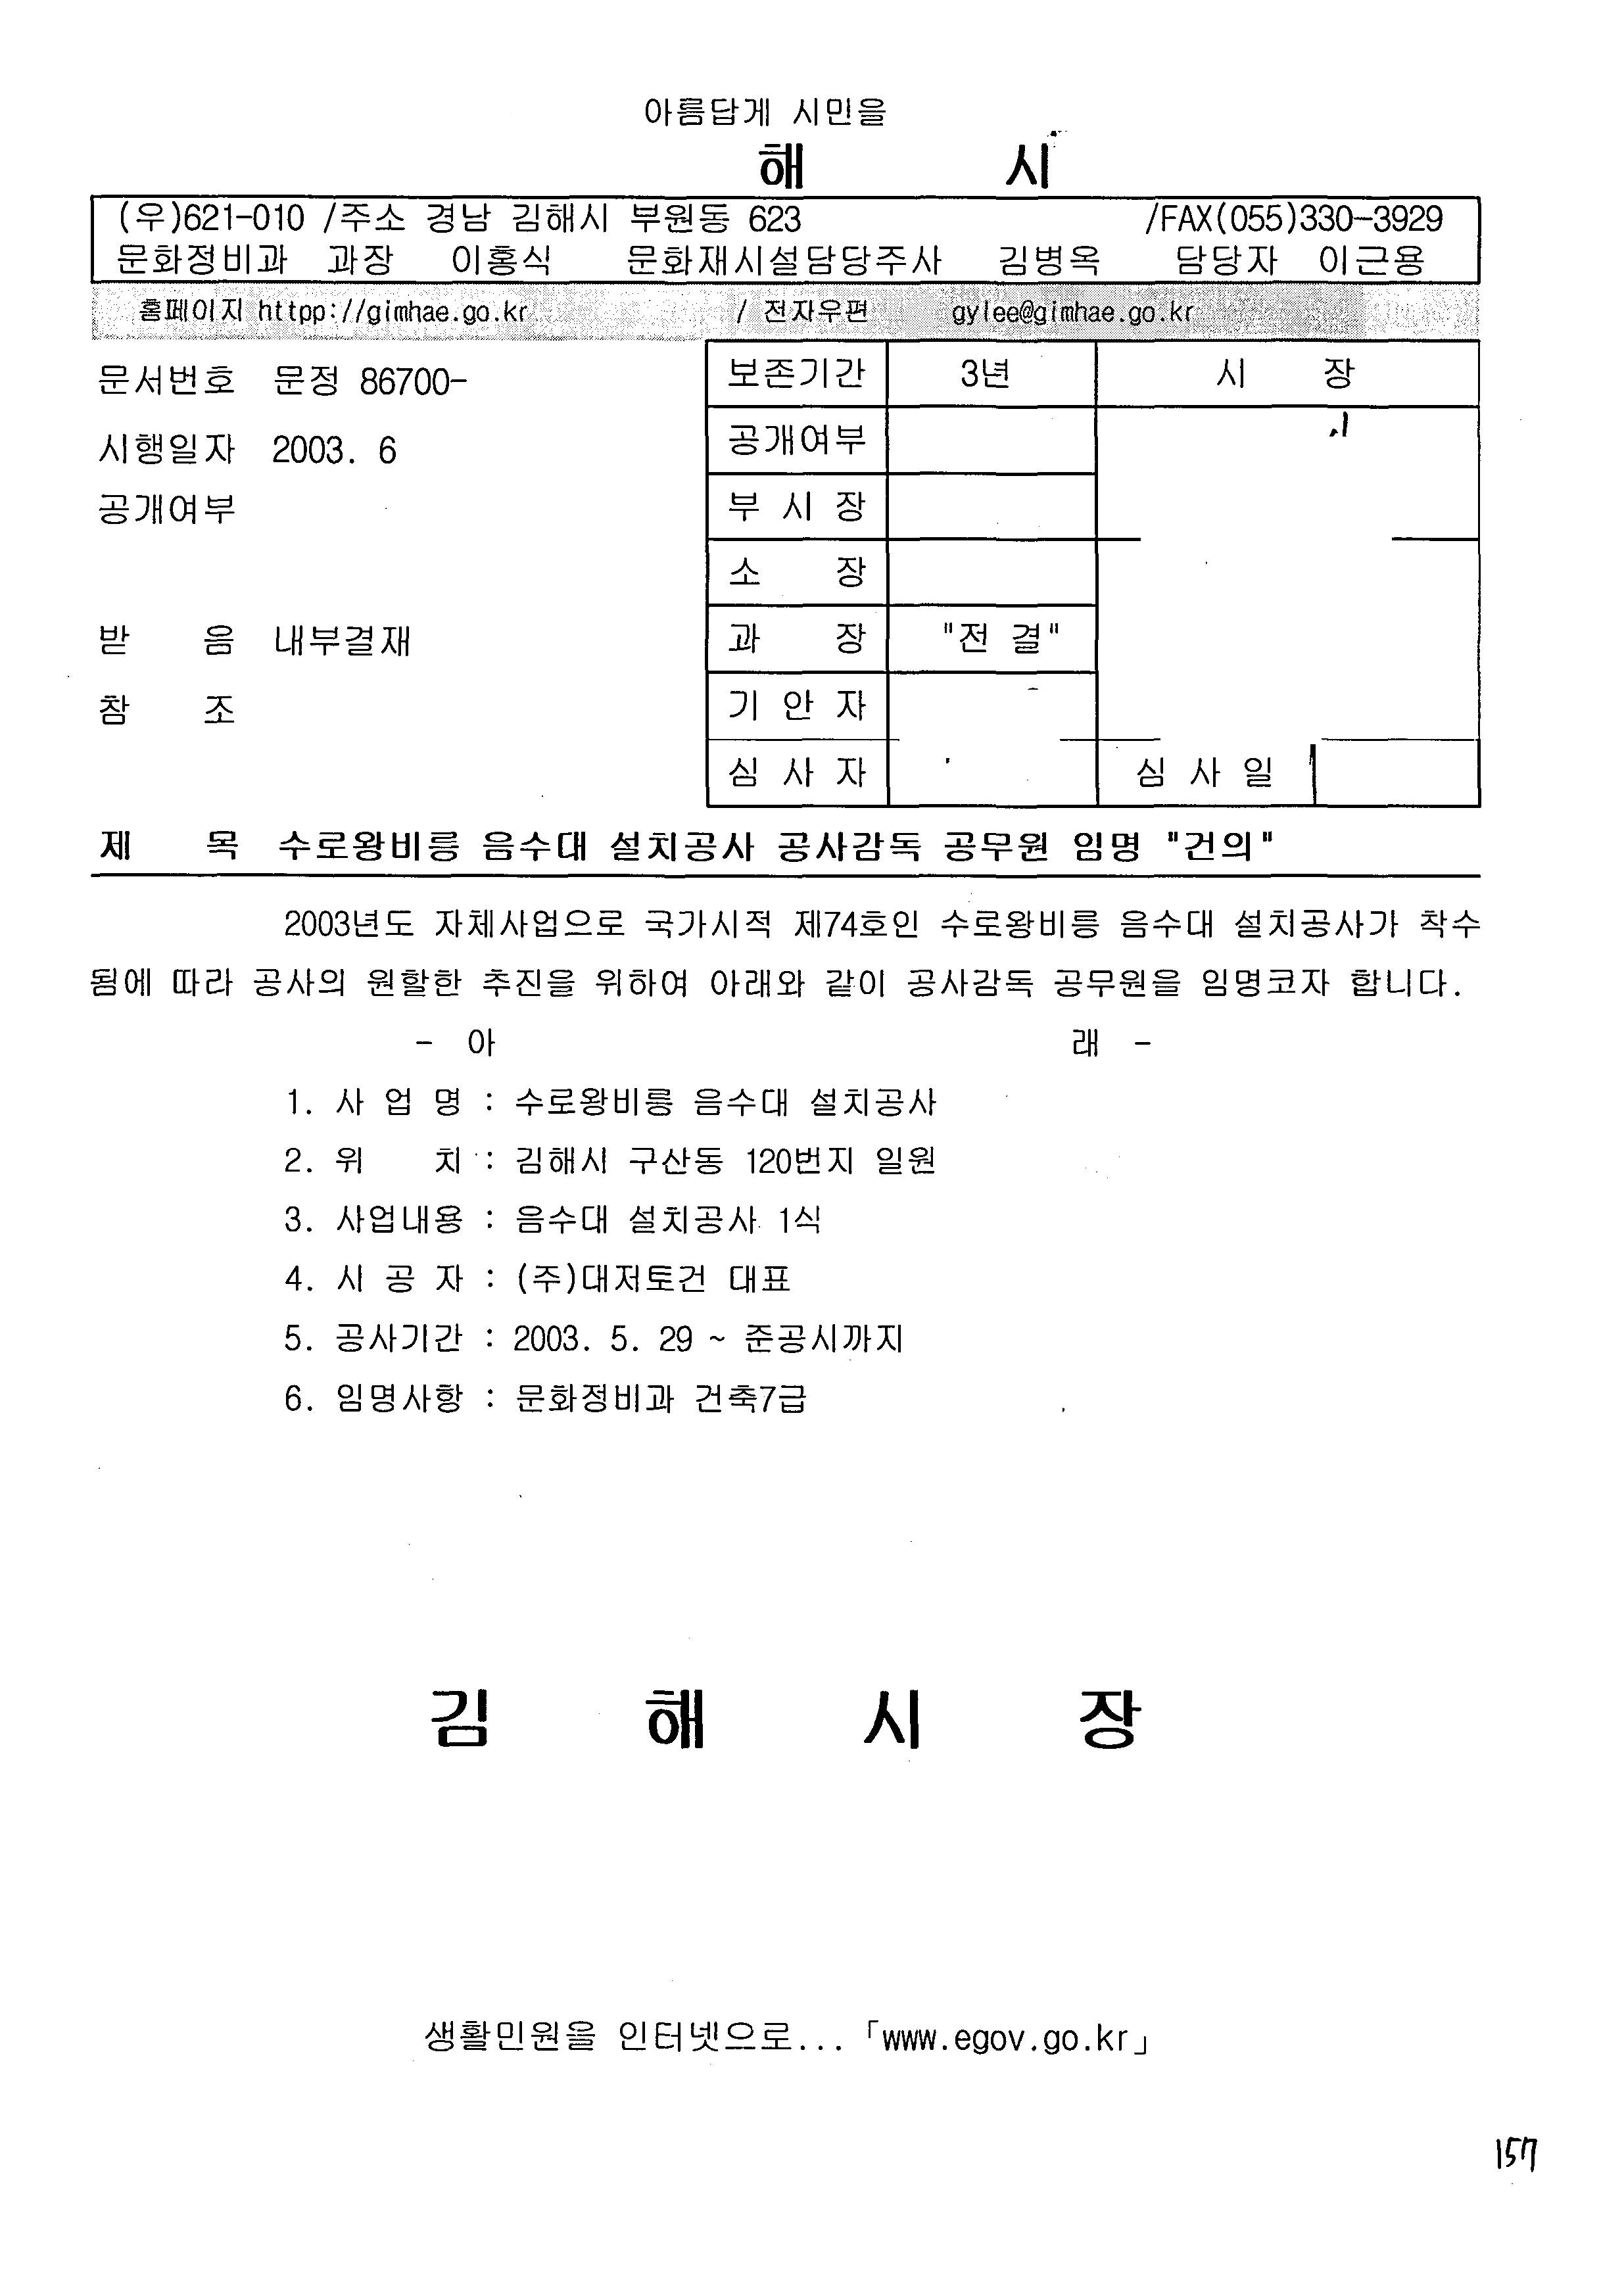 아름답게 시민을
해 시
(우)621-010 /주소 경남 김해시 부원동 623 /FAX(055)330-3929
문화정비과 과장 이홍식 문화재시설담당주사 김병옥 담당자 이근용
홈페이지 httpp://gimhae.go.kr / 전자우편 gylee@gimhae.go.kr
문서번호 문정 86700-
시행일자 2003. 6
공개여부
받 음 내부결재
참 조
보존기간 3년 시 장
공개여부
부 시 장
소 장
과 장 "전 결"
기 안 자
심 사 자 심 사 일
제 목 수로왕비릉 음수대 설치공사 공사감독 공무원 임명 "건의"
2003년도 자체사업으로 국가시적 제74호인 수로왕비릉 음수대 설치공사가 착수
됨에 따라 공사의 원할한 추진을 위하여 아래와 같이 공사감독 공무원을 임명코자 합니다.
- 아 래 -
1. 사 업 명 : 수로왕비릉 음수대 설치공사
2. 위 치 : 김해시 구산동 120번지 일원
3. 사업내용 : 음수대 설치공사 1식
4. 시 공 자 : (주)대저토건 대표
5. 공사기간 : 2003. 5. 29 ~ 준공시까지
6. 임명사항 : 문화정비과 건축7급
김 해 시 장
생활민원을 인터넷으로...「www.egov.go.kr」
157